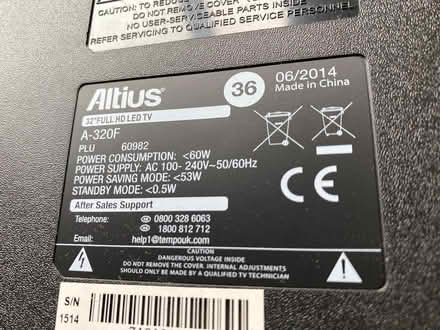 CAUTION: TO REDUCE
DO NOT REMOVE COVER
NO USER-SERVICEABLE PARTS INSIDE
REFER SERVICING TO QUALIFIED SERVICE PERSONNEL
Altius
36
06/2014
Made in China
32" FULL HD LED TV
A-320F
PLU 60982
POWER CONSUMPTION: <60W
POWER SUPPLY: AC 100- 240V~50/60Hz
POWER SAVING MODE: <53W
STANDBY MODE: <0.5W
CE
After Sales Support
Telephone: 0800 328 6063
1800 812 712
Email: help1@tempouk.com
CAUTION
DANGEROUS VOLTAGE INSIDE
DO NOT REMOVE THE COVER. INTERNAL ADJUSTMENTS
SHOULD ONLY BE MADE BY A QUALIFIED TV TECHNICIAN
S/N
1514